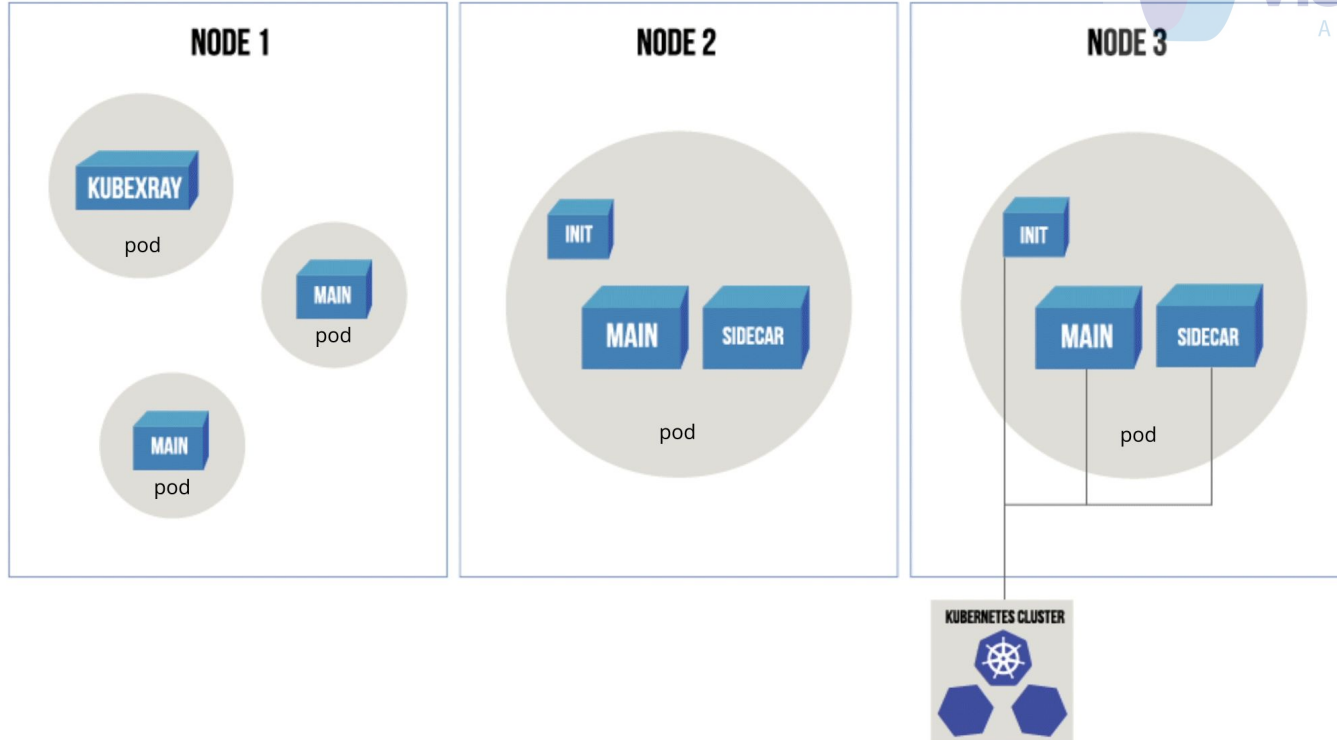 NODE 1
KUBEXRAY
pod
MAIN
pod
MAIN
pod
NODE 2
INIT
MAIN
SIDECAR
pod
NODE 3
INIT
MAIN
SIDECAR
pod
KUBERNETES CLUSTER